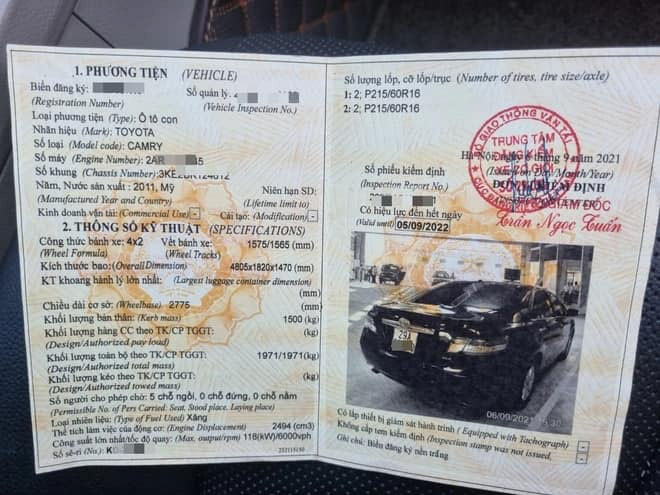 1. PHƯƠNG TIỆN (VEHICLE)
Biển đăng ký: Số quản lý:
(Registration Number) (Vehicle Inspection No.)
Loại phương tiện: (Type) Ô tô con
Nhãn hiệu: (Mark) TOYOTA
Số loại: (Model code) CAMRY
Số máy: (Engine Number) 2AR
Số khung: (Chassis Number)
Năm, Nước sản xuất: 2011, Mỹ Niên hạn SD:
(Manufactured Year and Country) (Lifetime limit to)
Kinh doanh vận tải: (Commercial Use) - Cải tạo: (Modification) -
2. THÔNG SỐ KỸ THUẬT (SPECIFICATIONS)
Công thức bánh xe: 4x2 Vết bánh xe: 1575/1565 (mm)
(Wheel Formula) (Wheel Tracks)
Kích thước bao: (Overall Dimension) 4805x1820x1470 (mm)
KT khoang hành lý lớn nhất: (Largest luggage container dimension)
(mm)
Chiều dài cơ sở: (Wheelbase) 2775 (mm)
Khối lượng bản thân: (Kerb mass) 1500 (kg)
Khối lượng hàng CC theo TK/CP TGGT: (kg)
(Design/Authorized pay load)
Khối lượng toàn bộ theo TK/CP TGGT: 1971/1971(kg)
(Design/Authorized total mass)
Khối lượng kéo theo TK/CP TGGT: (kg)
(Design/Authorized towed mass)
Số người cho phép chở: 5 chỗ ngồi, 0 chỗ đứng, 0 chỗ nằm
(Permissible No. of Pers Carried: Seat, Stood place, Laying place)
Loại nhiên liệu: (Type of Fuel Used) Xăng
Thể tích làm việc của động cơ: (Engine Displacement) 2494 (cm3)
Công suất lớn nhất/tốc độ quay: (Max. output/rpm) 118(kW)/6000vph
Số sê-ri (No.): K
Số lượng lốp, cỡ lốp/trục (Number of tires, tire size/axle)
1: 2; P215/60R16
2: 2; P215/60R16
SỞ GIAO THÔNG VẬN TẢI
TRUNG TÂM
ĐĂNG KIỂM
XE CƠ GIỚI
Hà Nội, ngày 6 tháng 9 năm 2021
(Issued on: Day/Month/Year)
Số phiếu kiểm định
(Inspection Report No.)
ĐƠN VỊ KIỂM ĐỊNH
GIÁM ĐỐC
Có hiệu lực đến hết ngày
(Valid until) 05/09/2022
Trần Ngọc Tuấn
29A
06/09/2021
Có lắp thiết bị giám sát hành trình (Equipped with Tachograph) -
Không cấp tem kiểm định (Inspection stamp was not issued) -
Ghi chú: Biển đăng ký nền trắng